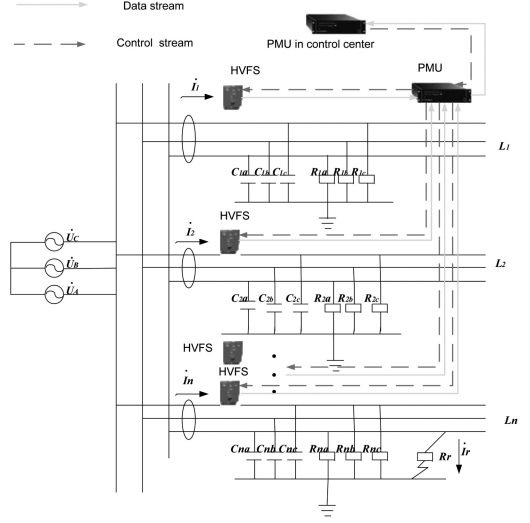 Data stream
Control stream
PMU in control center
HVFS
PMU
İ1
L1
C1a C1b C1c R1a R1b R1c
HVFS
İ2
U̇C
U̇B
U̇A
L2
C2a C2b C2c R2a R2b R2c
HVFS
HVFS
İn
Ln
Cna Cnb Cnc Rna Rnb Rnc Rr İr